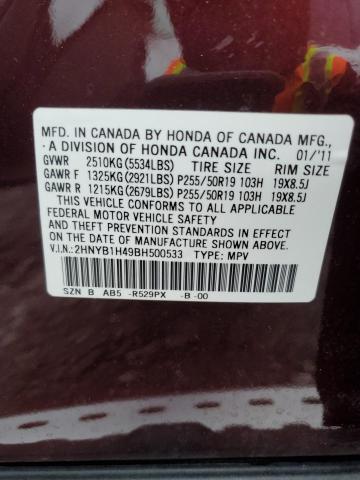 MFD. IN CANADA BY HONDA OF CANADA MFG.,
A DIVISION OF HONDA CANADA INC. 01/'11
GVWR 2510KG(5534LBS) TIRE SIZE RIM SIZE
GAWR F 1325KG(2921LBS) P255/50R19 103H 19X8.5J
GAWR R 1215KG(2679LBS) P255/50R19 103H 19X8.5J
THIS VEHICLE CONFORMS TO ALL APPLICABLE
FEDERAL MOTOR VEHICLE SAFETY
AND THEFT PREVENTION STANDARDS IN EFFECT
ON THE DATE OF MANUFACTURE SHOWN ABOVE.
V.I.N.:2HNYB1H49BH500533 TYPE: MPV
SZN B AB5 -R529PX -B -00